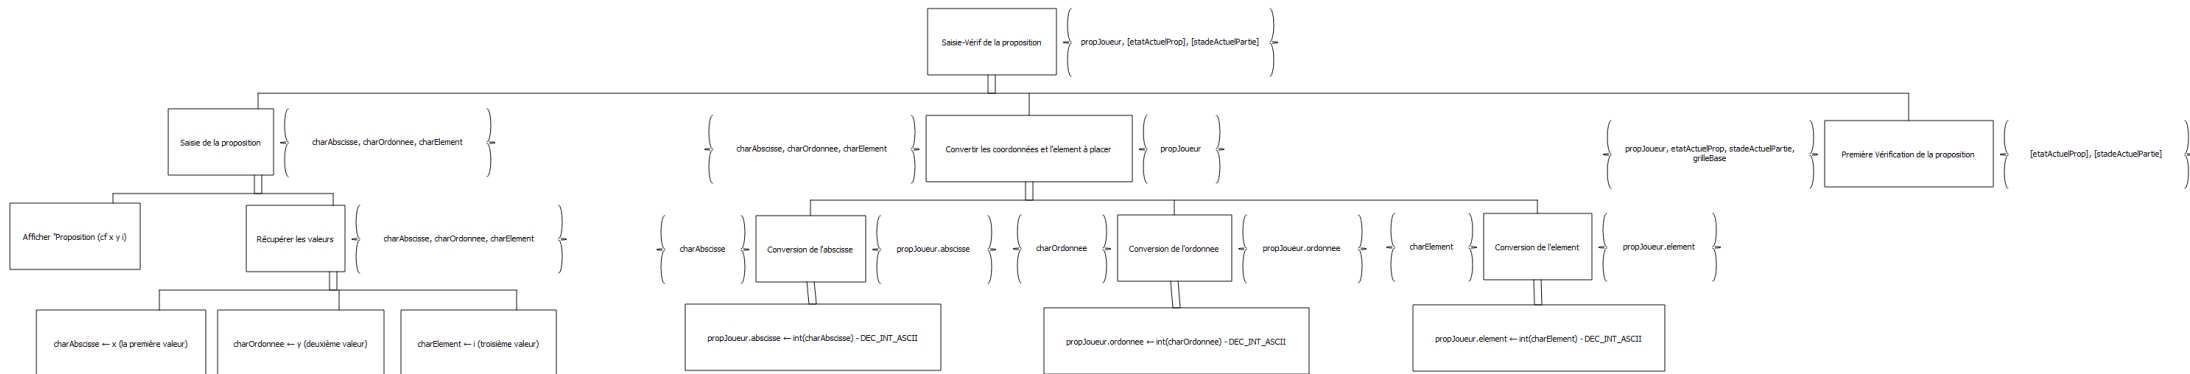 Saisie-Vérif de la proposition
propJoueur, [etatActuelProp], [stadeActuelPartie]
Saisie de la proposition
charAbscisse, charOrdonnee, charElement
charAbscisse, charOrdonnee, charElement
Convertir les coordonnées et l'element à placer
propJoueur
propJoueur, etatActuelProp, stadeActuelPartie,
grilleBase
Première Vérification de la proposition
[etatActuelProp], [stadeActuelPartie]
Afficher "Proposition (cf x y i)
Récupérer les valeurs
charAbscisse, charOrdonnee, charElement
charAbscisse
Conversion de l'abscisse
propJoueur.abscisse
charOrdonnee
Conversion de l'ordonnee
propJoueur.ordonnee
charElement
Conversion de l'element
propJoueur.element
charAbscisse ← x (la première valeur)
charOrdonnee ← y (deuxième valeur)
charElement ← i (troisième valeur)
propJoueur.abscisse ← int(charAbscisse) - DEC_INT_ASCII
propJoueur.ordonnee ← int(charOrdonnee) - DEC_INT_ASCII
propJoueur.element ← int(charElement) - DEC_INT_ASCII